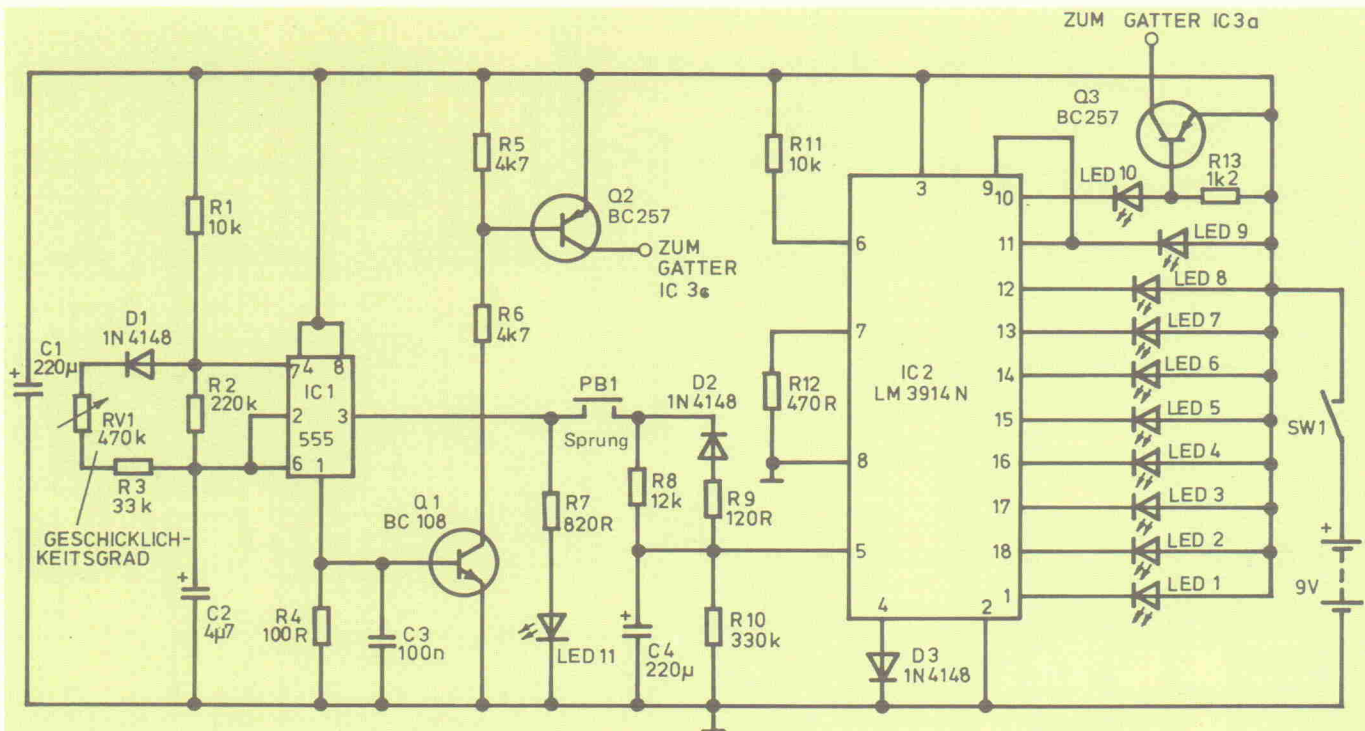 ZUM GATTER IC3a
Q3
BC257
R5
4k7
R11
10k
R13
1k2
LED 10
Q2
BC257
3
9
10
R1
10k
6
11
LED 9
ZUM
GATTER
IC 3c
12
LED 8
R6
4k7
D1
1N4148
7
13
LED 7
C1
+
220µ
7
4
8
R2
220k
IC1
PB1
D2
1N4148
R12
470R
IC 2
LM 3914 N
14
LED 6
RV1
470k
2
3
15
LED 5
SW1
555
Sprung
8
16
LED 4
6
1
R3
33k
R8
12k
R9
120R
17
LED 3
Q1
BC 108
R7
820R
GESCHICKLICH-
KEITSGRAD
5
18
LED 2
+
+
C2
4µ7
1
LED 1
9V
R4
100R
C3
100n
LED 11
+
C4
220µ
R10
330k
4
2
D3
1N4148